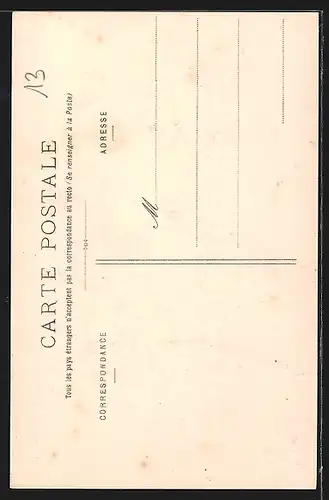 13
CARTE POSTALE
Tous les pays étrangers n'acceptent pas la correspondance au recto (Se renseigner à la Poste)
CORRESPONDANCE
ADRESSE
M